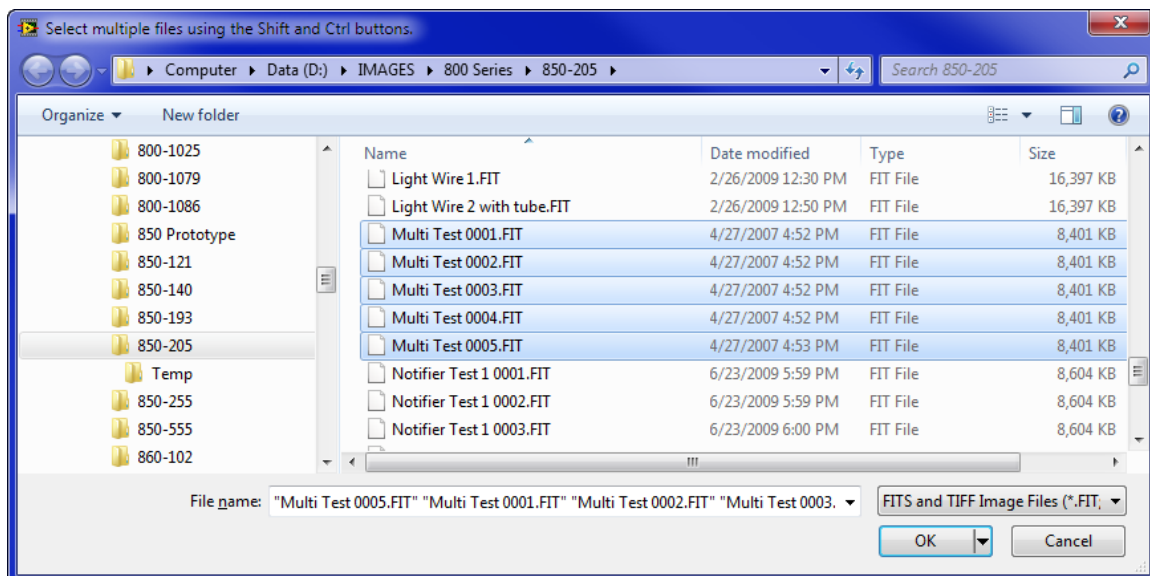 Select multiple files using the Shift and Ctrl buttons.
Computer Data (D:) IMAGES 800 Series 850-205 Search 850-205
Organize New folder
800-1025
800-1079
800-1086
850 Prototype
850-121
850-140
850-193
850-205
Temp
850-255
850-555
860-102
Name Date modified Type Size
Light Wire 1.FIT 2/26/2009 12:30 PM FIT File 16,397 KB
Light Wire 2 with tube.FIT 2/26/2009 12:50 PM FIT File 16,397 KB
Multi Test 0001.FIT 4/27/2007 4:52 PM FIT File 8,401 KB
Multi Test 0002.FIT 4/27/2007 4:52 PM FIT File 8,401 KB
Multi Test 0003.FIT 4/27/2007 4:52 PM FIT File 8,401 KB
Multi Test 0004.FIT 4/27/2007 4:52 PM FIT File 8,401 KB
Multi Test 0005.FIT 4/27/2007 4:53 PM FIT File 8,401 KB
Notifier Test 1 0001.FIT 6/23/2009 5:59 PM FIT File 8,604 KB
Notifier Test 1 0002.FIT 6/23/2009 5:59 PM FIT File 8,604 KB
Notifier Test 1 0003.FIT 6/23/2009 6:00 PM FIT File 8,604 KB
File name: "Multi Test 0005.FIT" "Multi Test 0001.FIT" "Multi Test 0002.FIT" "Multi Test 0003. FITS and TIFF Image Files (*.FIT;
OK Cancel